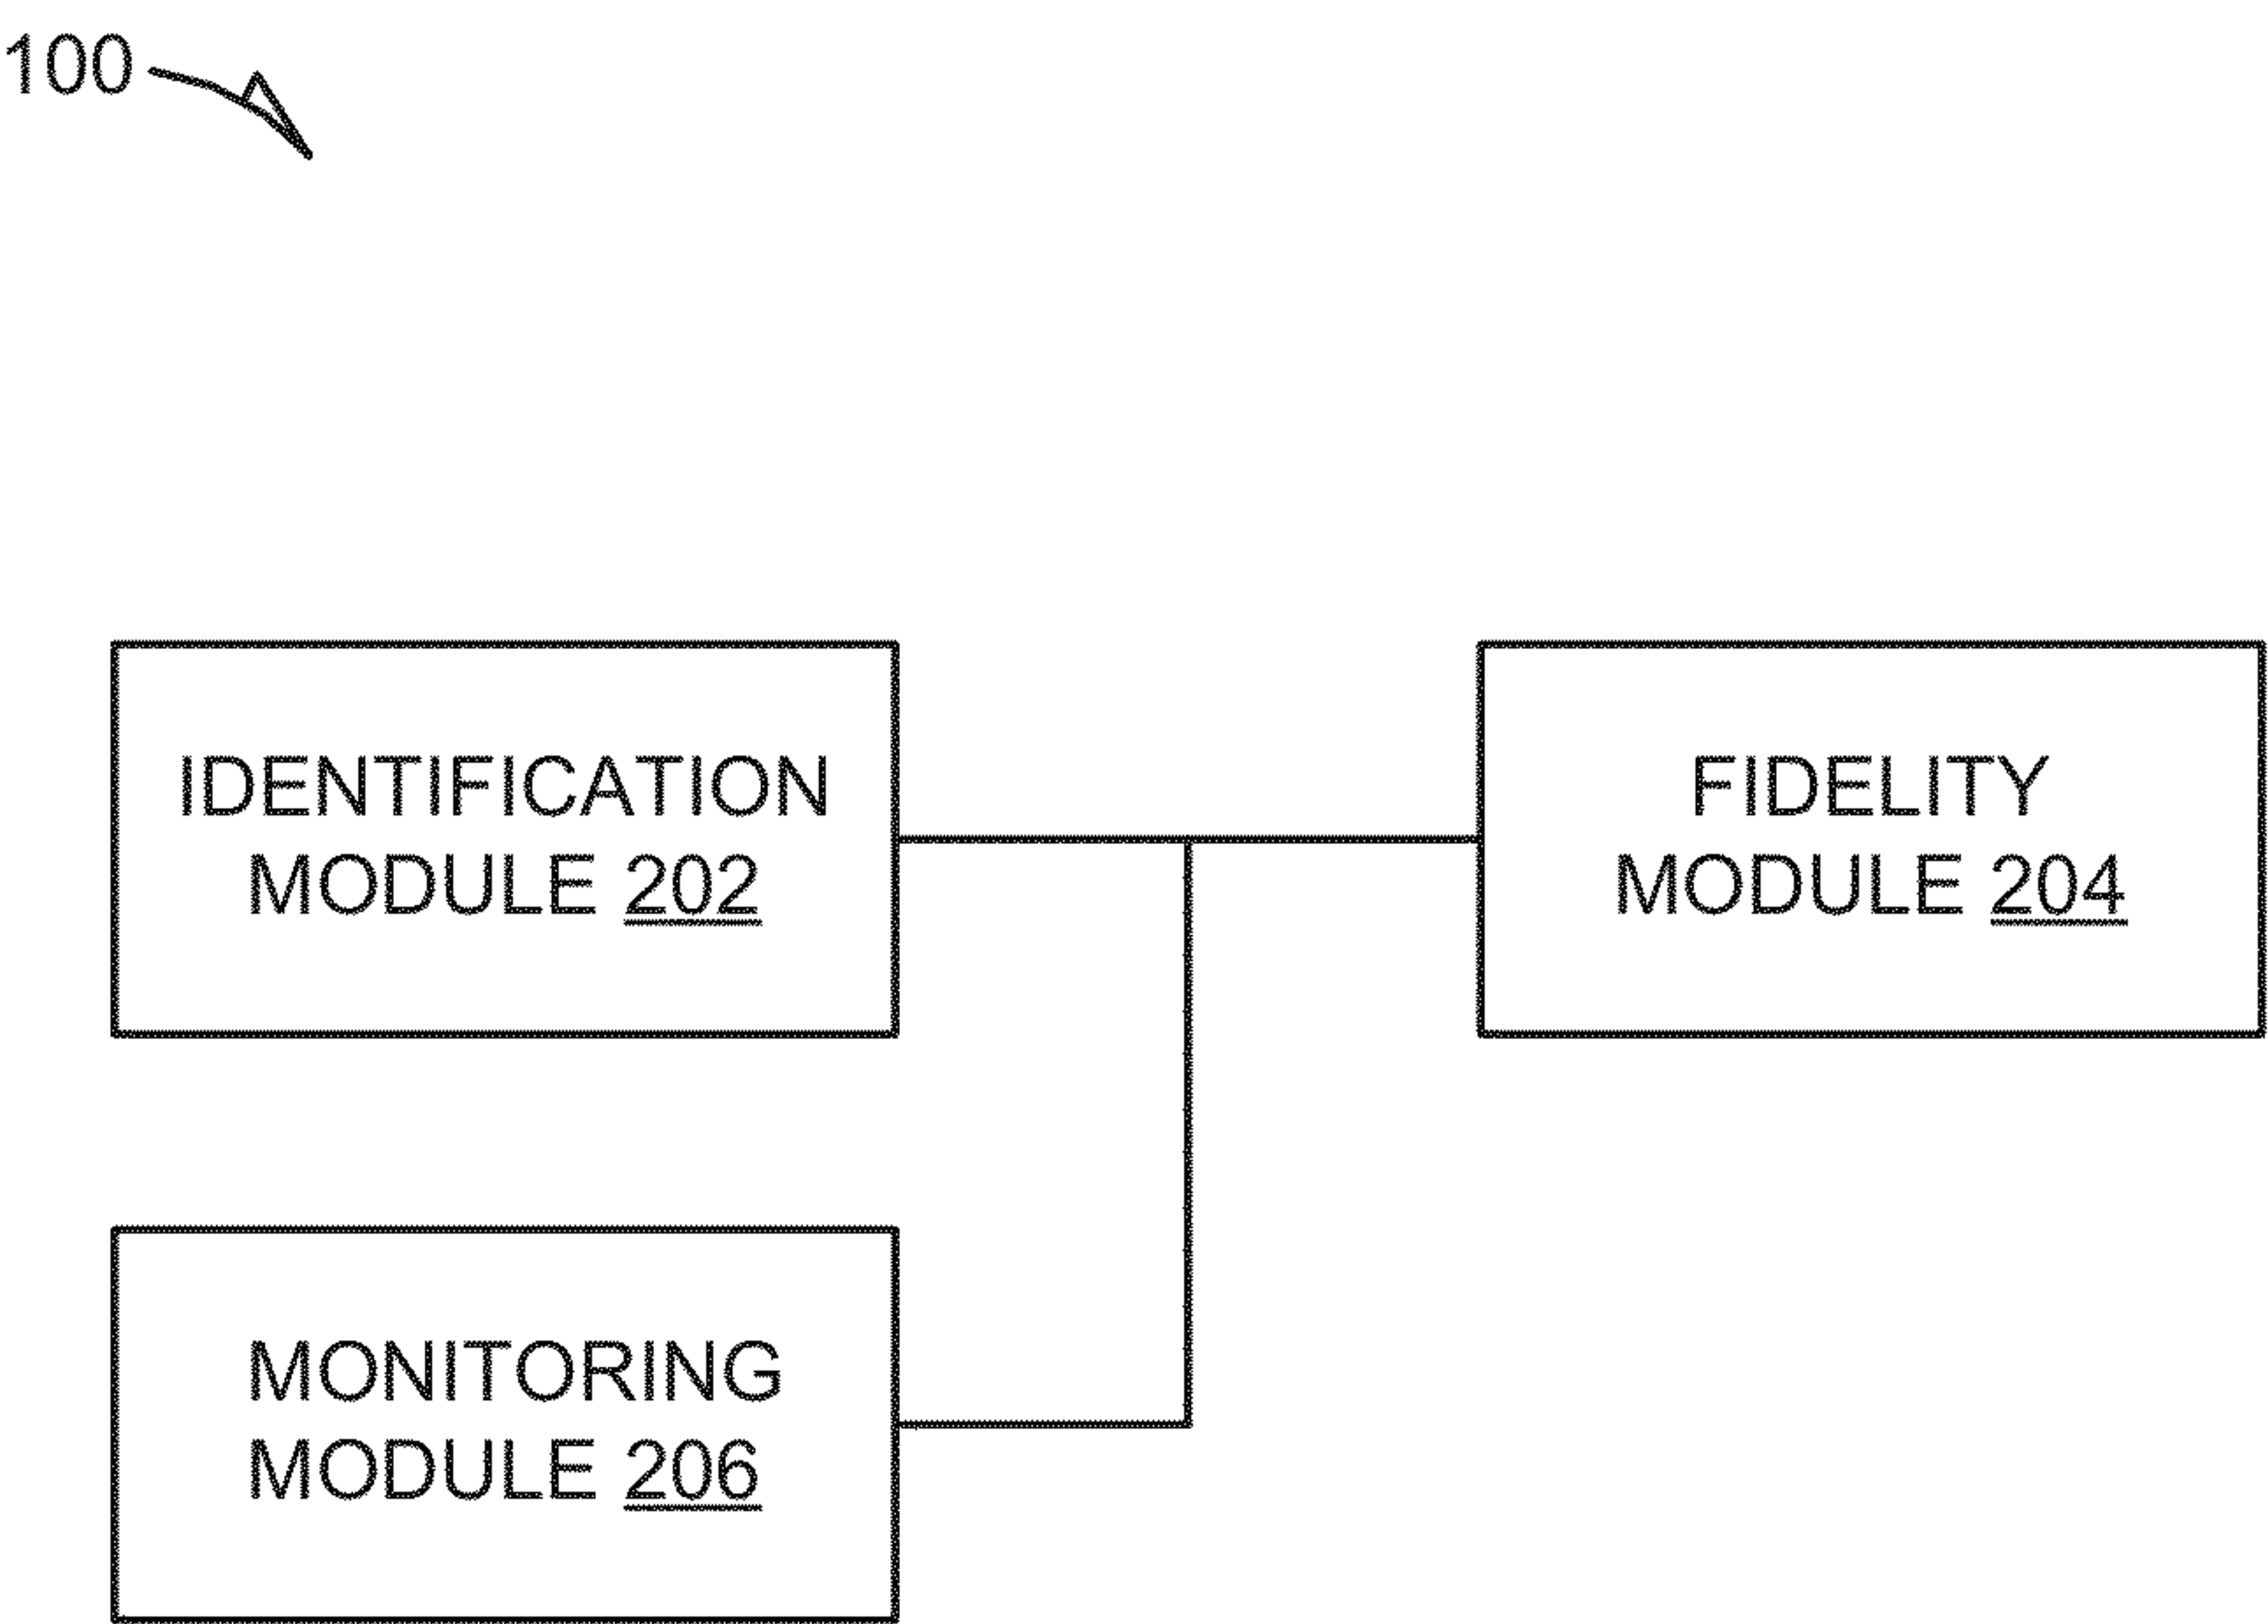 100
IDENTIFICATION
MODULE 202
FIDELITY
MODULE 204
MONITORING
MODULE 206